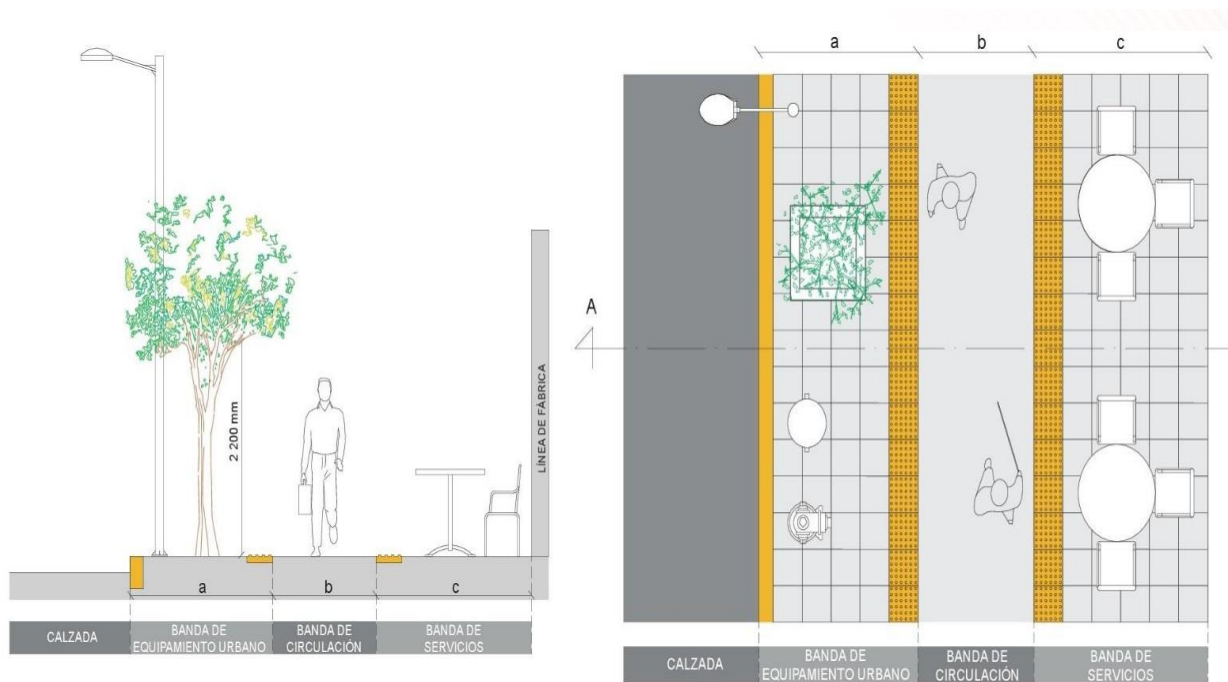 2 200 mm
LÍNEA DE FÁBRICA
a
b
c
CALZADA
BANDA DE
EQUIPAMIENTO URBANO
BANDA DE
CIRCULACIÓN
BANDA DE
SERVICIOS
a
b
c
A
CALZADA
BANDA DE
EQUIPAMIENTO URBANO
BANDA DE
CIRCULACIÓN
BANDA DE
SERVICIOS